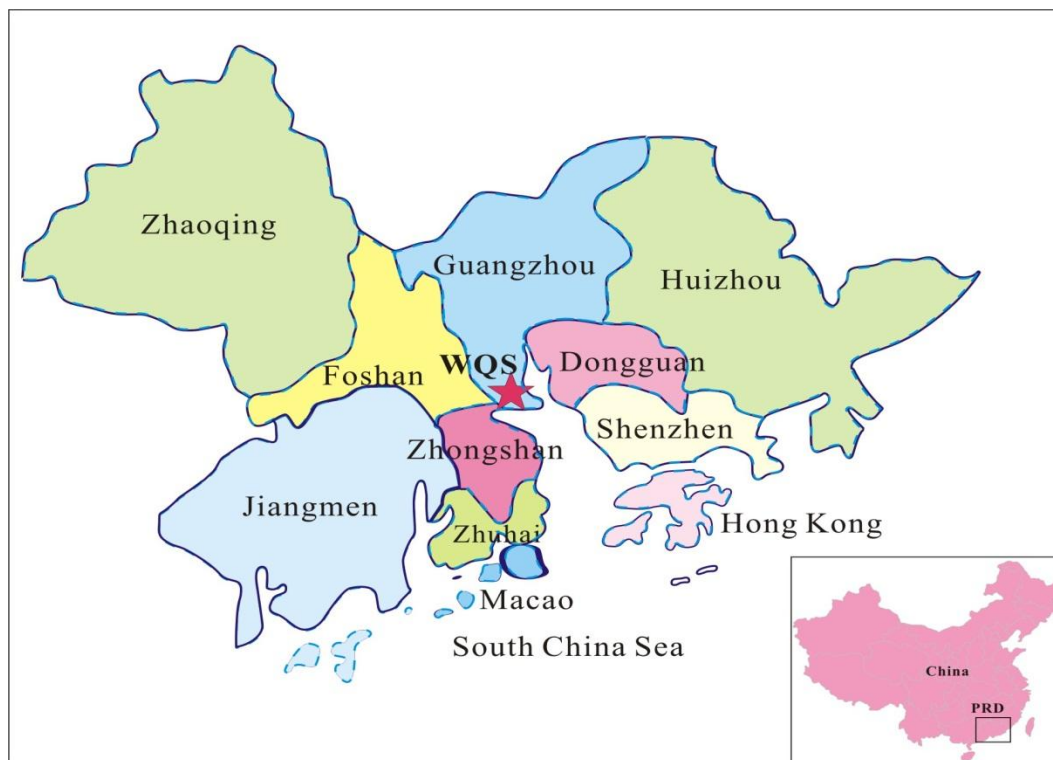 Zhaoqing
Guangzhou
Huizhou
WQS
Foshan
Dongguan
Shenzhen
Zhongshan
Jiangmen
Zhuhai
Hong Kong
Macao
South China Sea
China
PRD